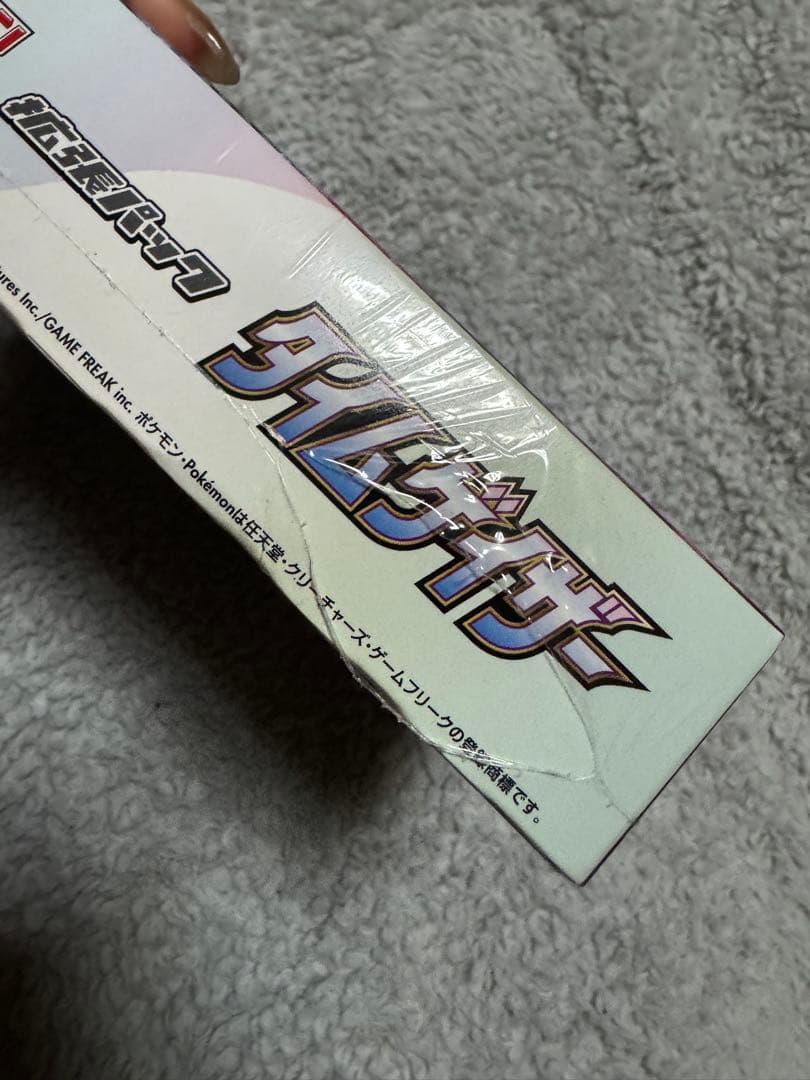 拡張パック
タイムゲイザー
ures Inc./GAME FREAK inc. ポケモン・Pokémonは任天堂・クリーチャーズ・ゲームフリークの登録商標です。